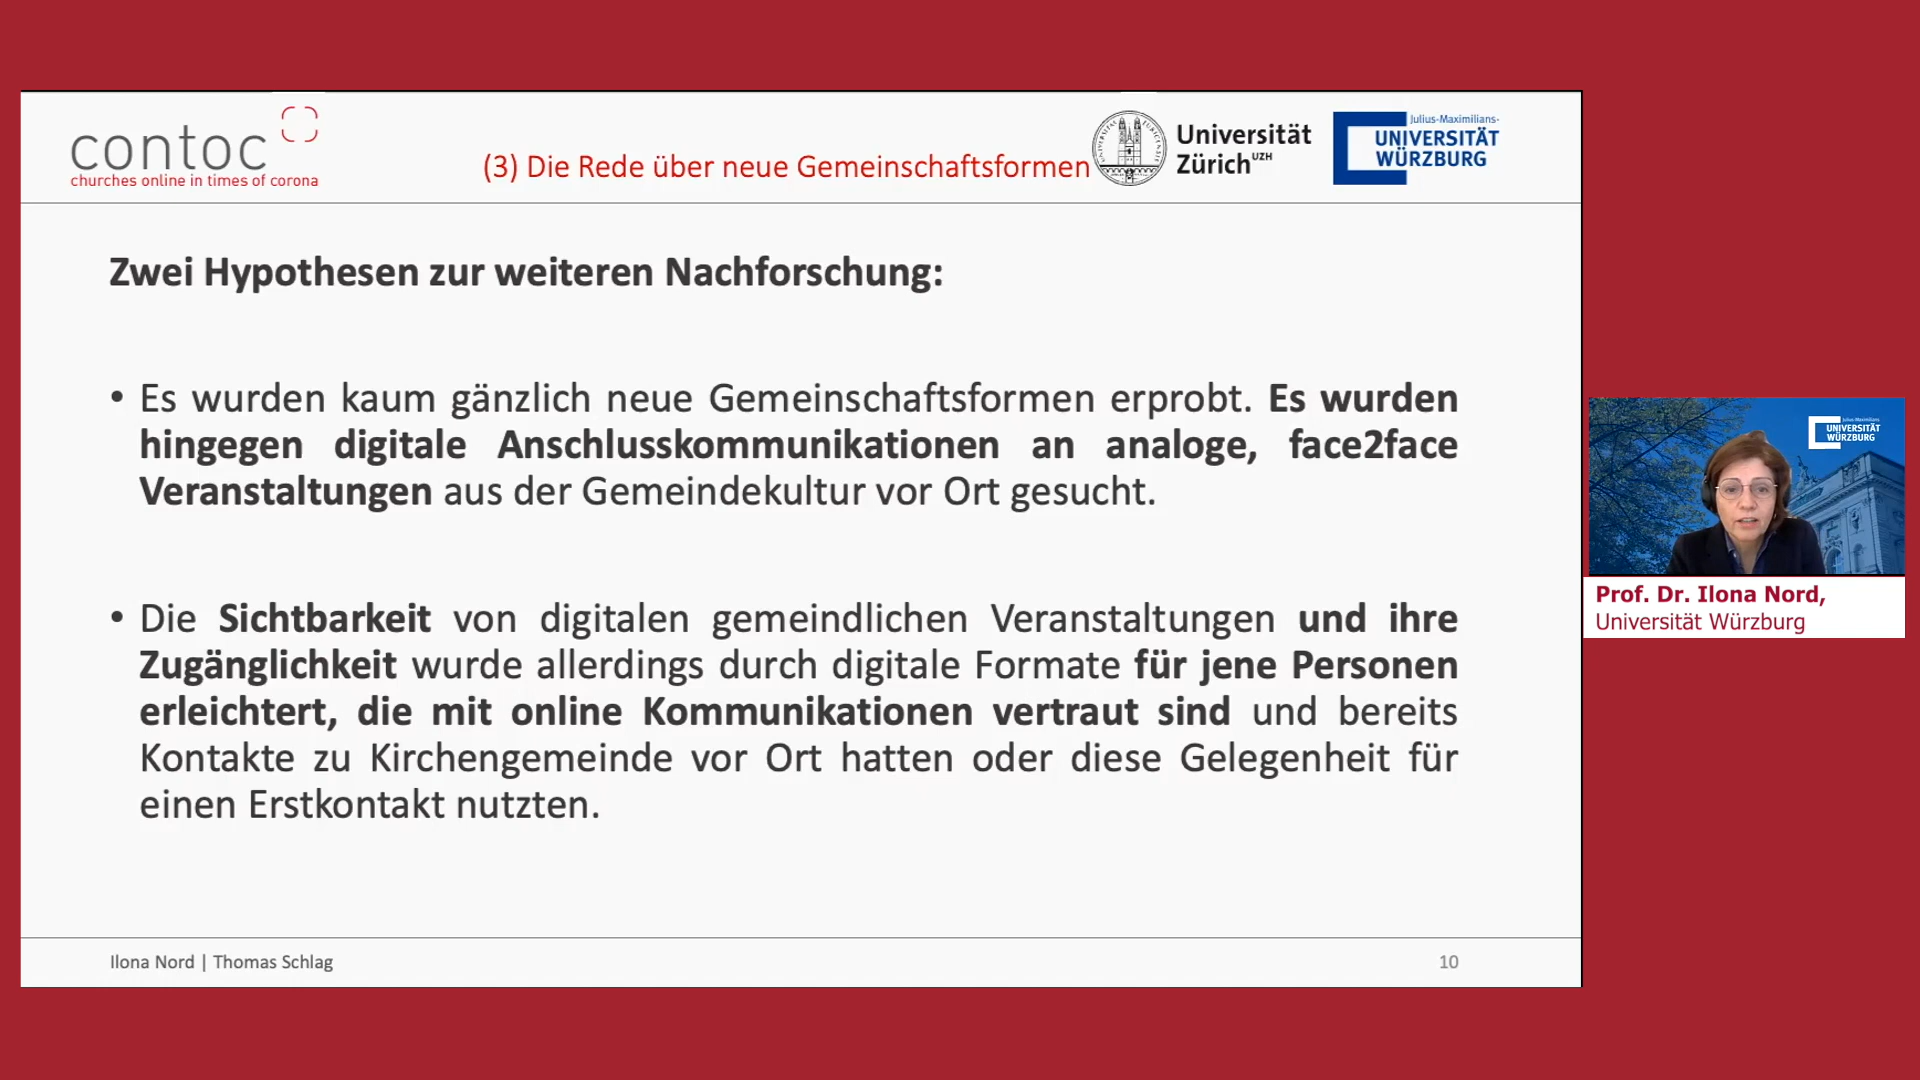 contoc
churches online in times of corona
(3) Die Rede über neue Gemeinschaftsformen
Universität
Zürich UZH
Julius-Maximilians-
UNIVERSITÄT
WÜRZBURG
Zwei Hypothesen zur weiteren Nachforschung:
• Es wurden kaum gänzlich neue Gemeinschaftsformen erprobt. Es wurden
hingegen digitale Anschlusskommunikationen an analoge, face2face
Veranstaltungen aus der Gemeindekultur vor Ort gesucht.
• Die Sichtbarkeit von digitalen gemeindlichen Veranstaltungen und ihre
Zugänglichkeit wurde allerdings durch digitale Formate für jene Personen
erleichtert, die mit online Kommunikationen vertraut sind und bereits
Kontakte zu Kirchengemeinde vor Ort hatten oder diese Gelegenheit für
einen Erstkontakt nutzten.
Ilona Nord | Thomas Schlag
10
UNIVERSITÄT
WÜRZBURG
Prof. Dr. Ilona Nord,
Universität Würzburg